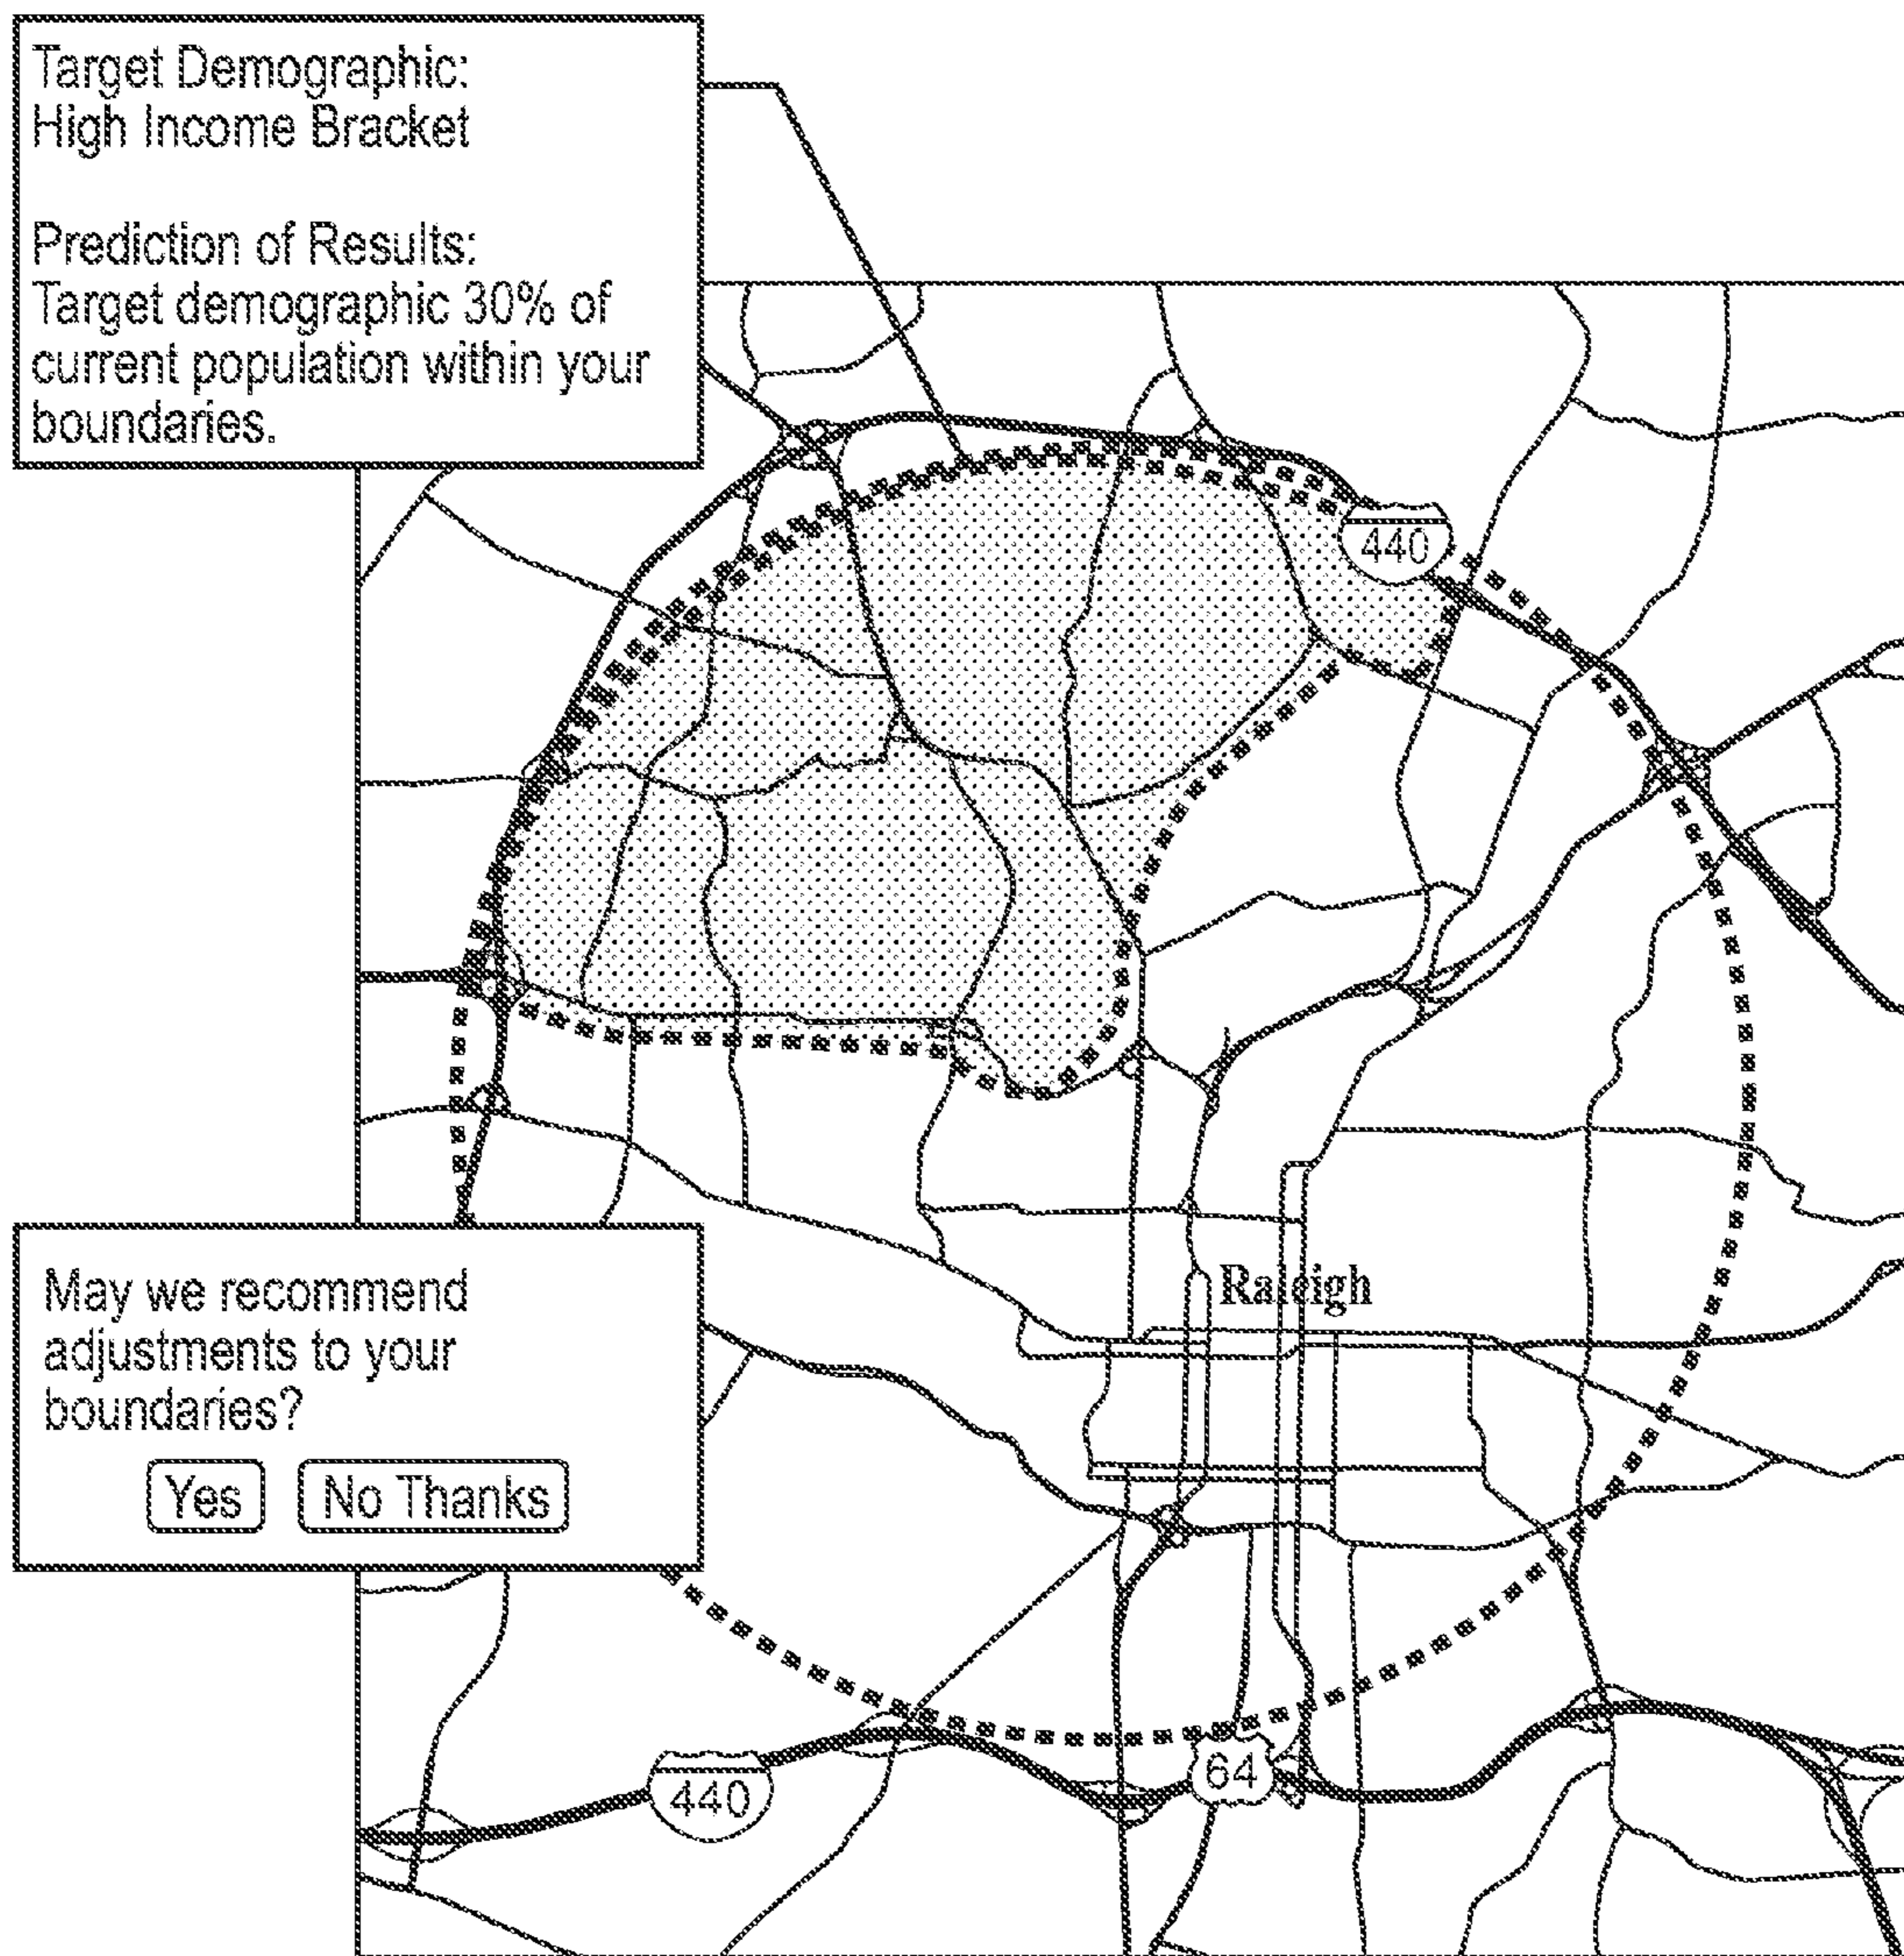 Target Demographic:
High Income Bracket
Prediction of Results:
Target demographic 30% of
current population within your
boundaries.
440
May we recommend
adjustments to your
boundaries?
Yes No Thanks
Raleigh
64
440